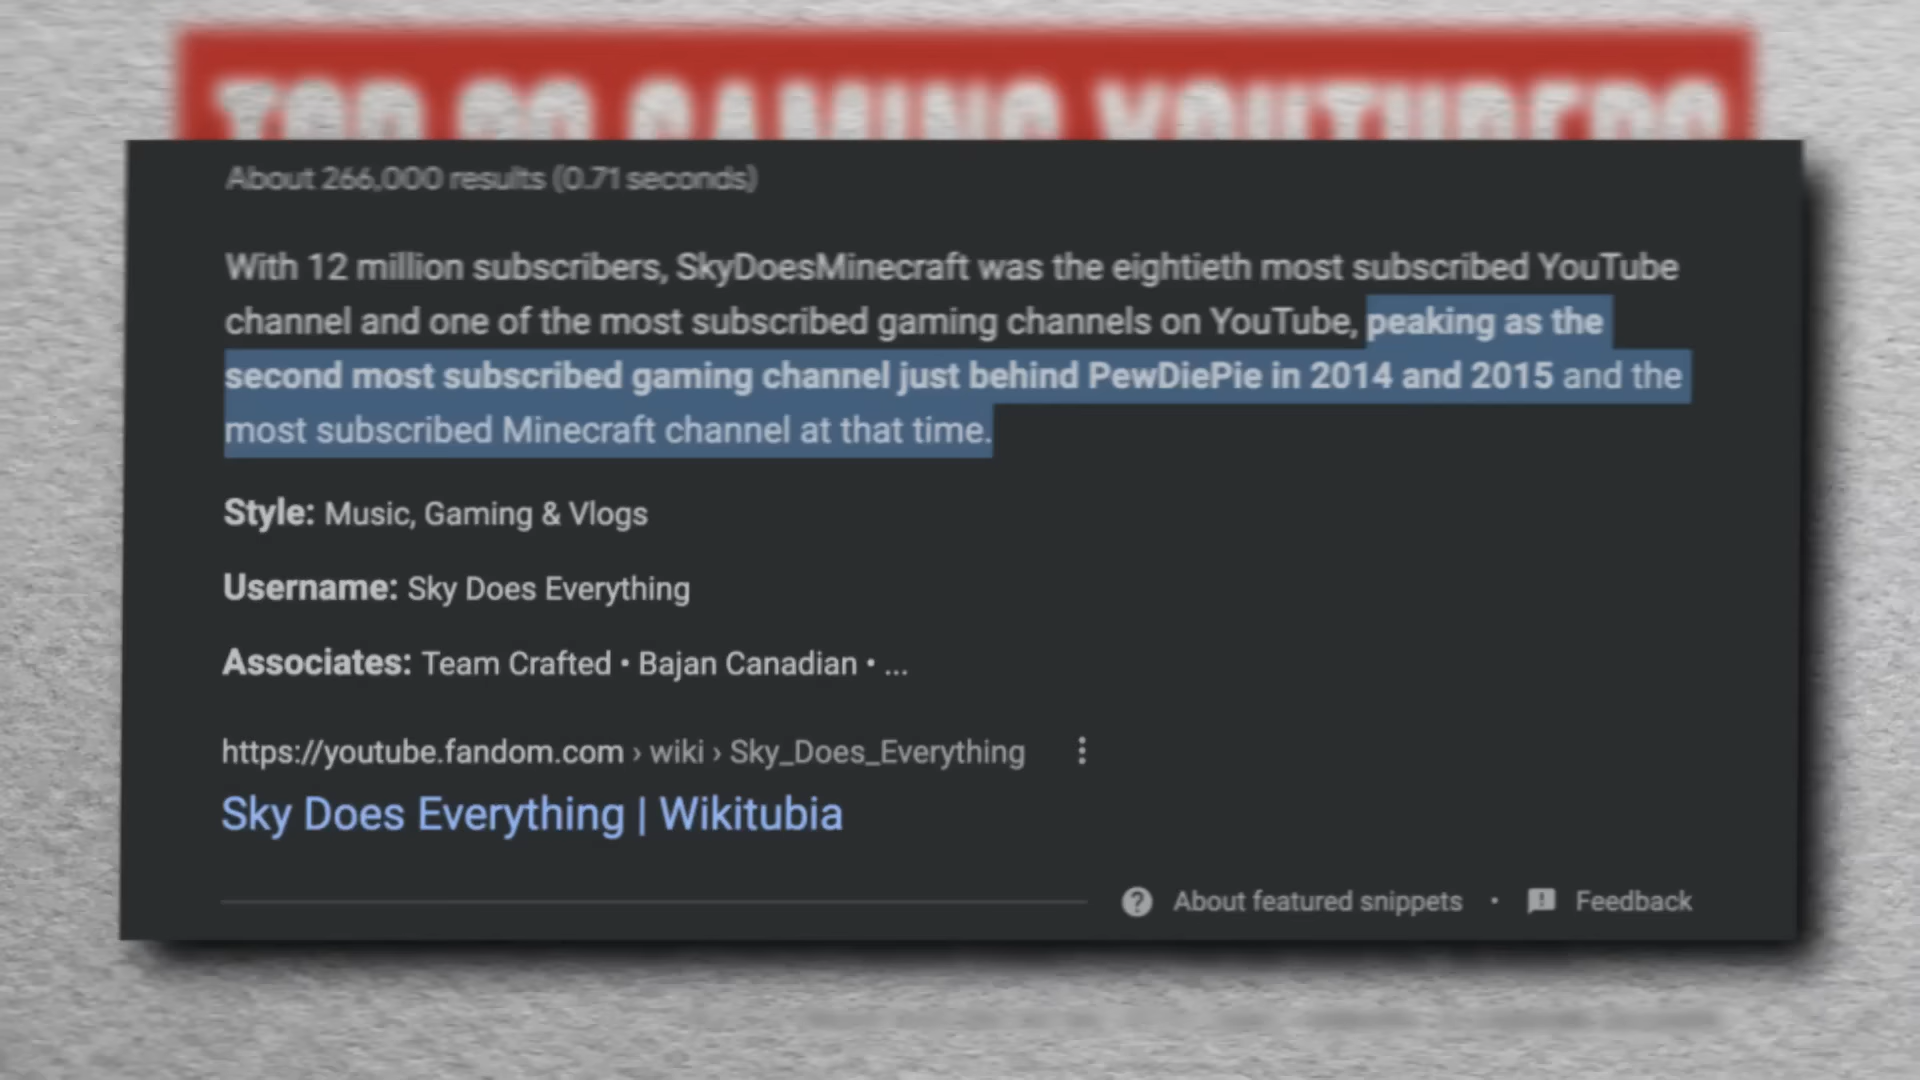 GAMING YOUTUBERS
About 266,000 results (0.71 seconds)
With 12 million subscribers, SkyDoesMinecraft was the eightieth most subscribed YouTube
channel and one of the most subscribed gaming channels on YouTube, peaking as the
second most subscribed gaming channel just behind PewDiePie in 2014 and 2015 and the
most subscribed Minecraft channel at that time.
Style: Music, Gaming & Vlogs
Username: Sky Does Everything
Associates: Team Crafted • Bajan Canadian • ...
https://youtube.fandom.com › wiki › Sky_Does_Everything
Sky Does Everything | Wikitubia
About featured snippets • Feedback